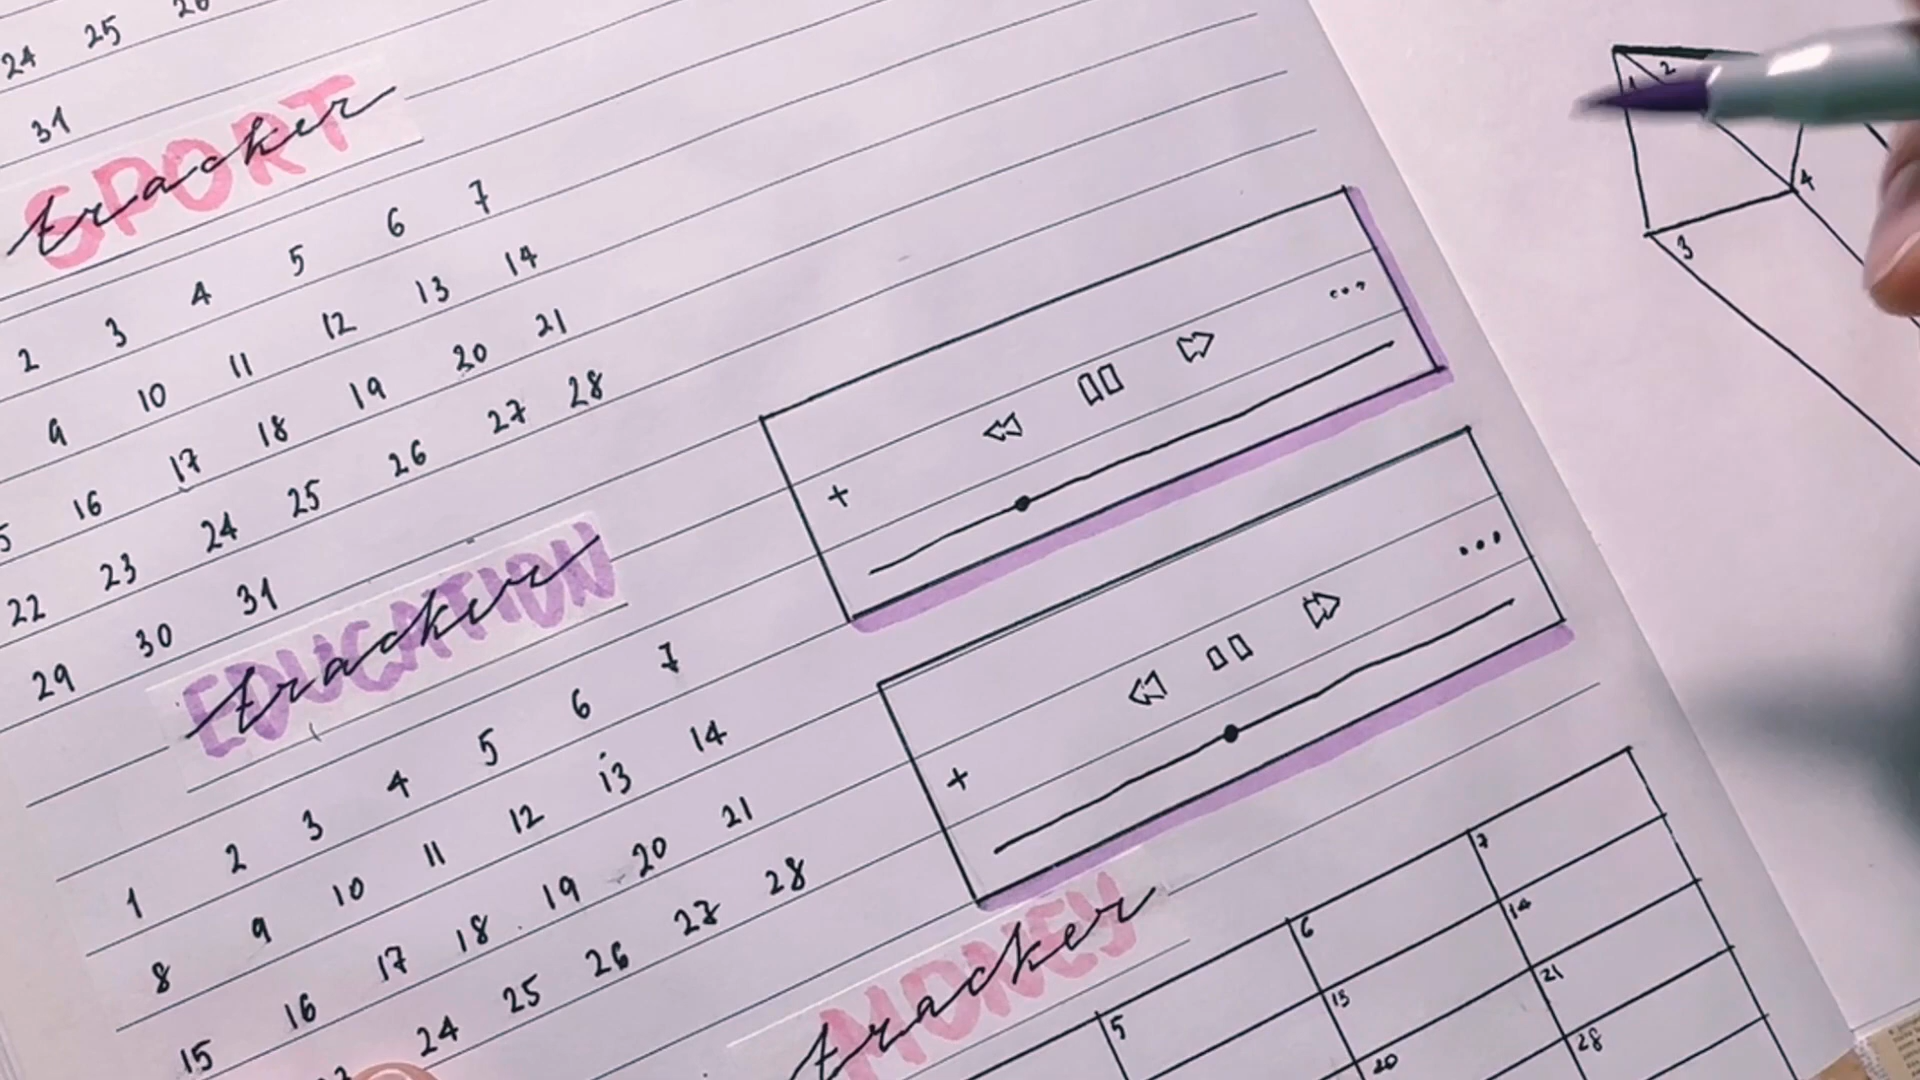 24 25
31
SPORT
tracker
2 3 4 5 6 7
9 10 11 12 13 14
16 17 18 19 20 21
22 23 24 25 26 27 28
29 30 31
EDUCATION
tracker
1 2 3 4 5 6 7
8 9 10 11 12 13 14
15 16 17 18 19 20 21
24 25 26 27 28
+ ...
+ ...
MONEY
tracker
5 6 7
15 14
20 21
28
1 2
3 4